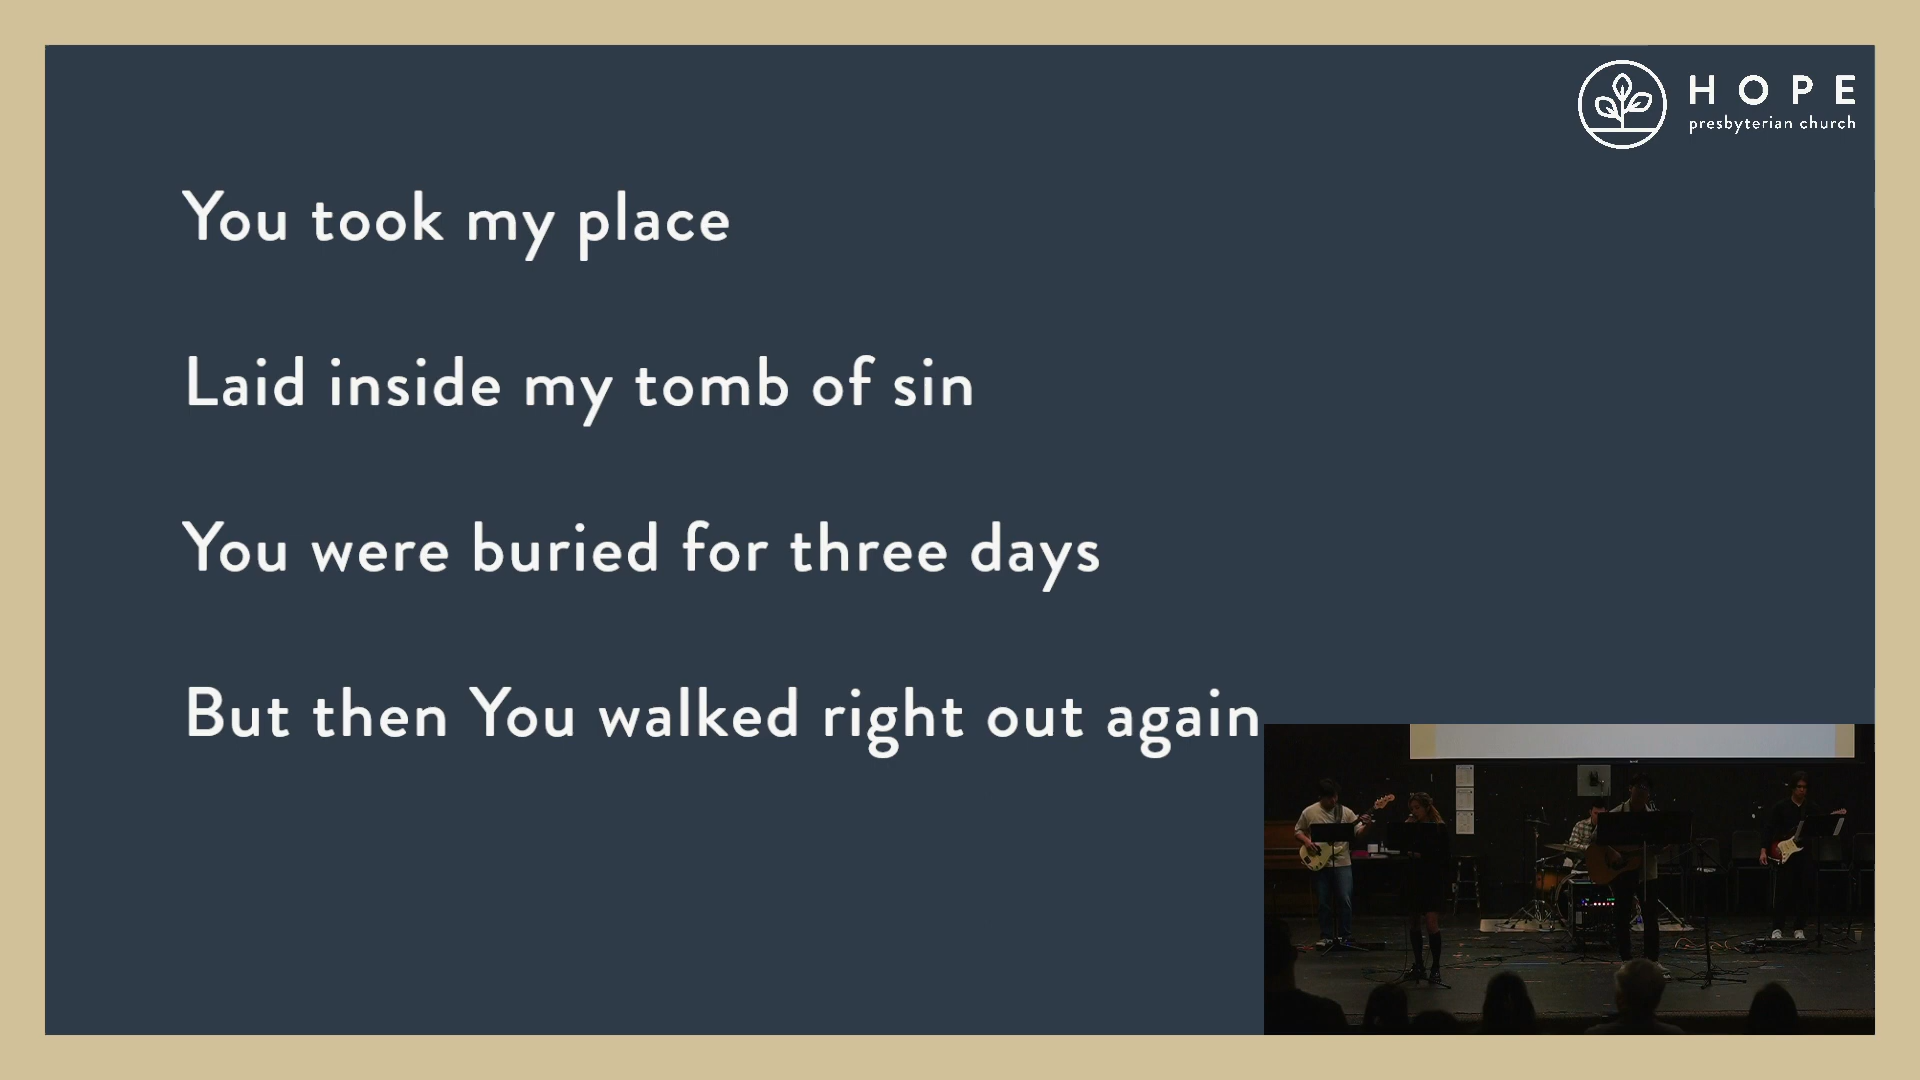 HOPE
presbyterian church
You took my place
Laid inside my tomb of sin
You were buried for three days
But then You walked right out again